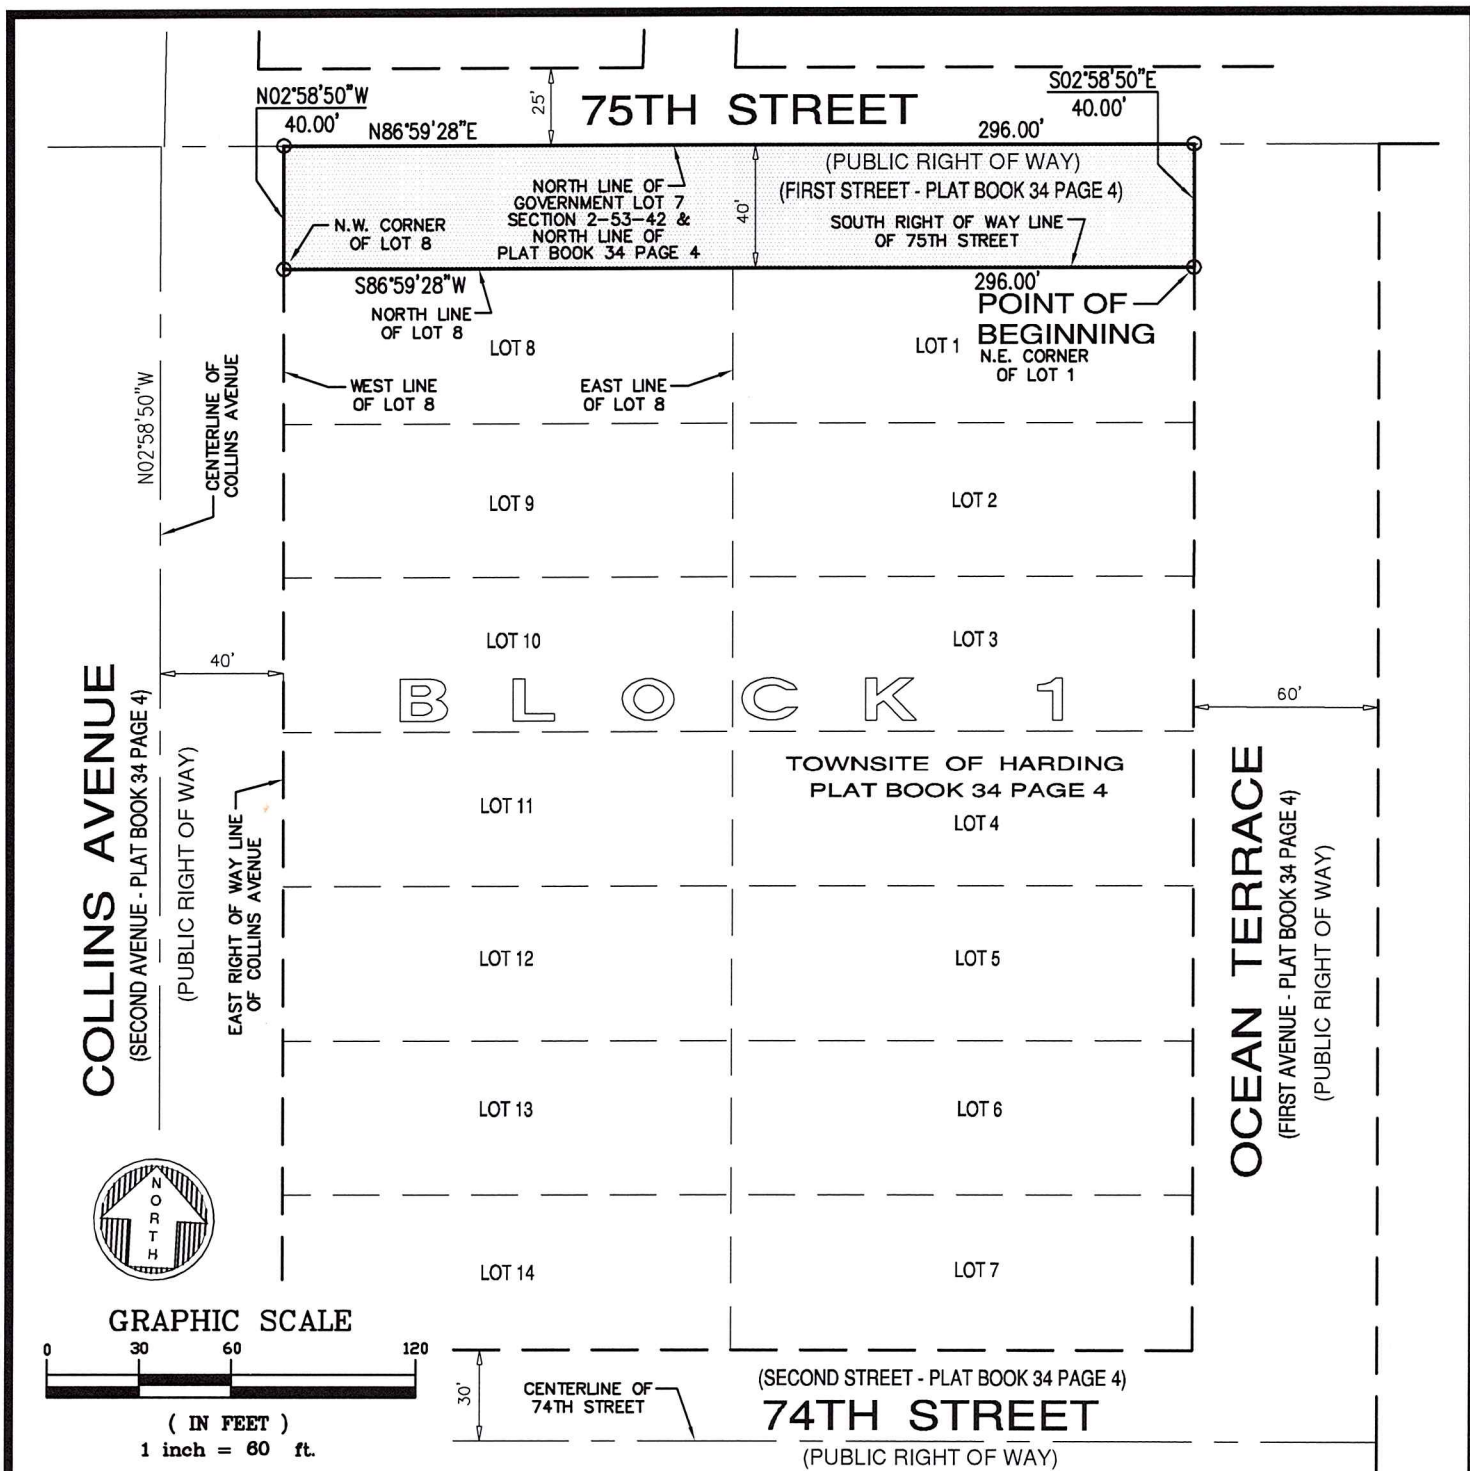 N02°58'50"W
40.00'
25'
75TH STREET
S02°58'50"E
40.00'
N86°59'28"E
296.00'
(PUBLIC RIGHT OF WAY)
(FIRST STREET - PLAT BOOK 34 PAGE 4)
NORTH LINE OF
GOVERNMENT LOT 7
SECTION 2-53-42 &
NORTH LINE OF
PLAT BOOK 34 PAGE 4
40'
SOUTH RIGHT OF WAY LINE
OF 75TH STREET
N.W. CORNER
OF LOT 8
S86°59'28"W
296.00'
NORTH LINE
OF LOT 8
POINT OF
BEGINNING
N.E. CORNER
OF LOT 1
LOT 8
LOT 1
WEST LINE
OF LOT 8
EAST LINE
OF LOT 8
N02°58'50"W
CENTERLINE OF
COLLINS AVENUE
LOT 9
LOT 2
LOT 10
LOT 3
40'
BLOCK 1
60'
TOWNSITE OF HARDING
PLAT BOOK 34 PAGE 4
LOT 11
LOT 4
COLLINS AVENUE
(SECOND AVENUE - PLAT BOOK 34 PAGE 4)
(PUBLIC RIGHT OF WAY)
EAST RIGHT OF WAY LINE
OF COLLINS AVENUE
OCEAN TERRACE
(FIRST AVENUE - PLAT BOOK 34 PAGE 4)
(PUBLIC RIGHT OF WAY)
LOT 12
LOT 5
LOT 13
LOT 6
NORTH
LOT 14
LOT 7
GRAPHIC SCALE
0 30 60 120
( IN FEET )
1 inch = 60 ft.
30'
CENTERLINE OF
74TH STREET
(SECOND STREET - PLAT BOOK 34 PAGE 4)
74TH STREET
(PUBLIC RIGHT OF WAY)